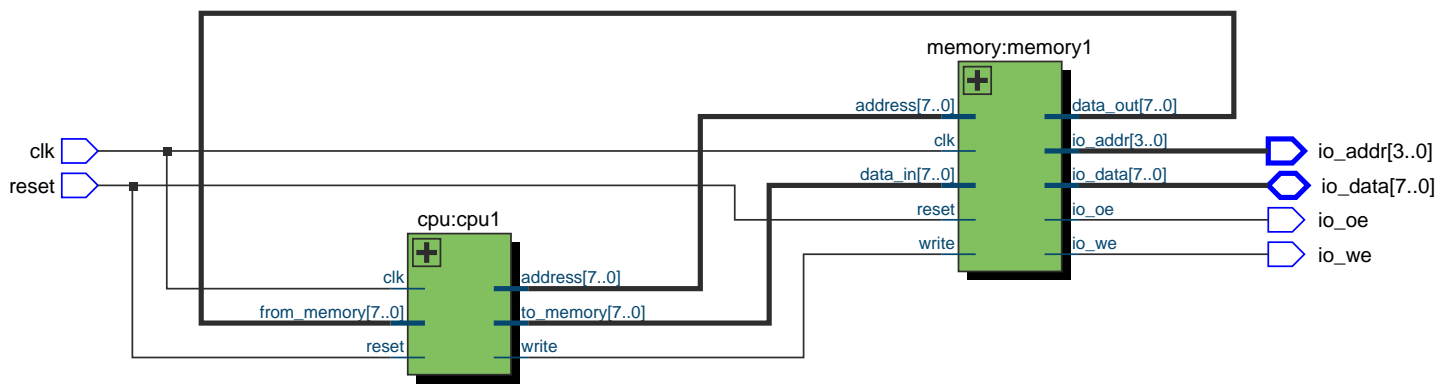 memory:memory1
address[7..0]
data_out[7..0]
clk
clk
io_addr[3..0]
io_addr[3..0]
reset
data_in[7..0]
io_data[7..0]
io_data[7..0]
cpu:cpu1
reset
io_oe
io_oe
write
io_we
io_we
clk
address[7..0]
from_memory[7..0]
to_memory[7..0]
reset
write